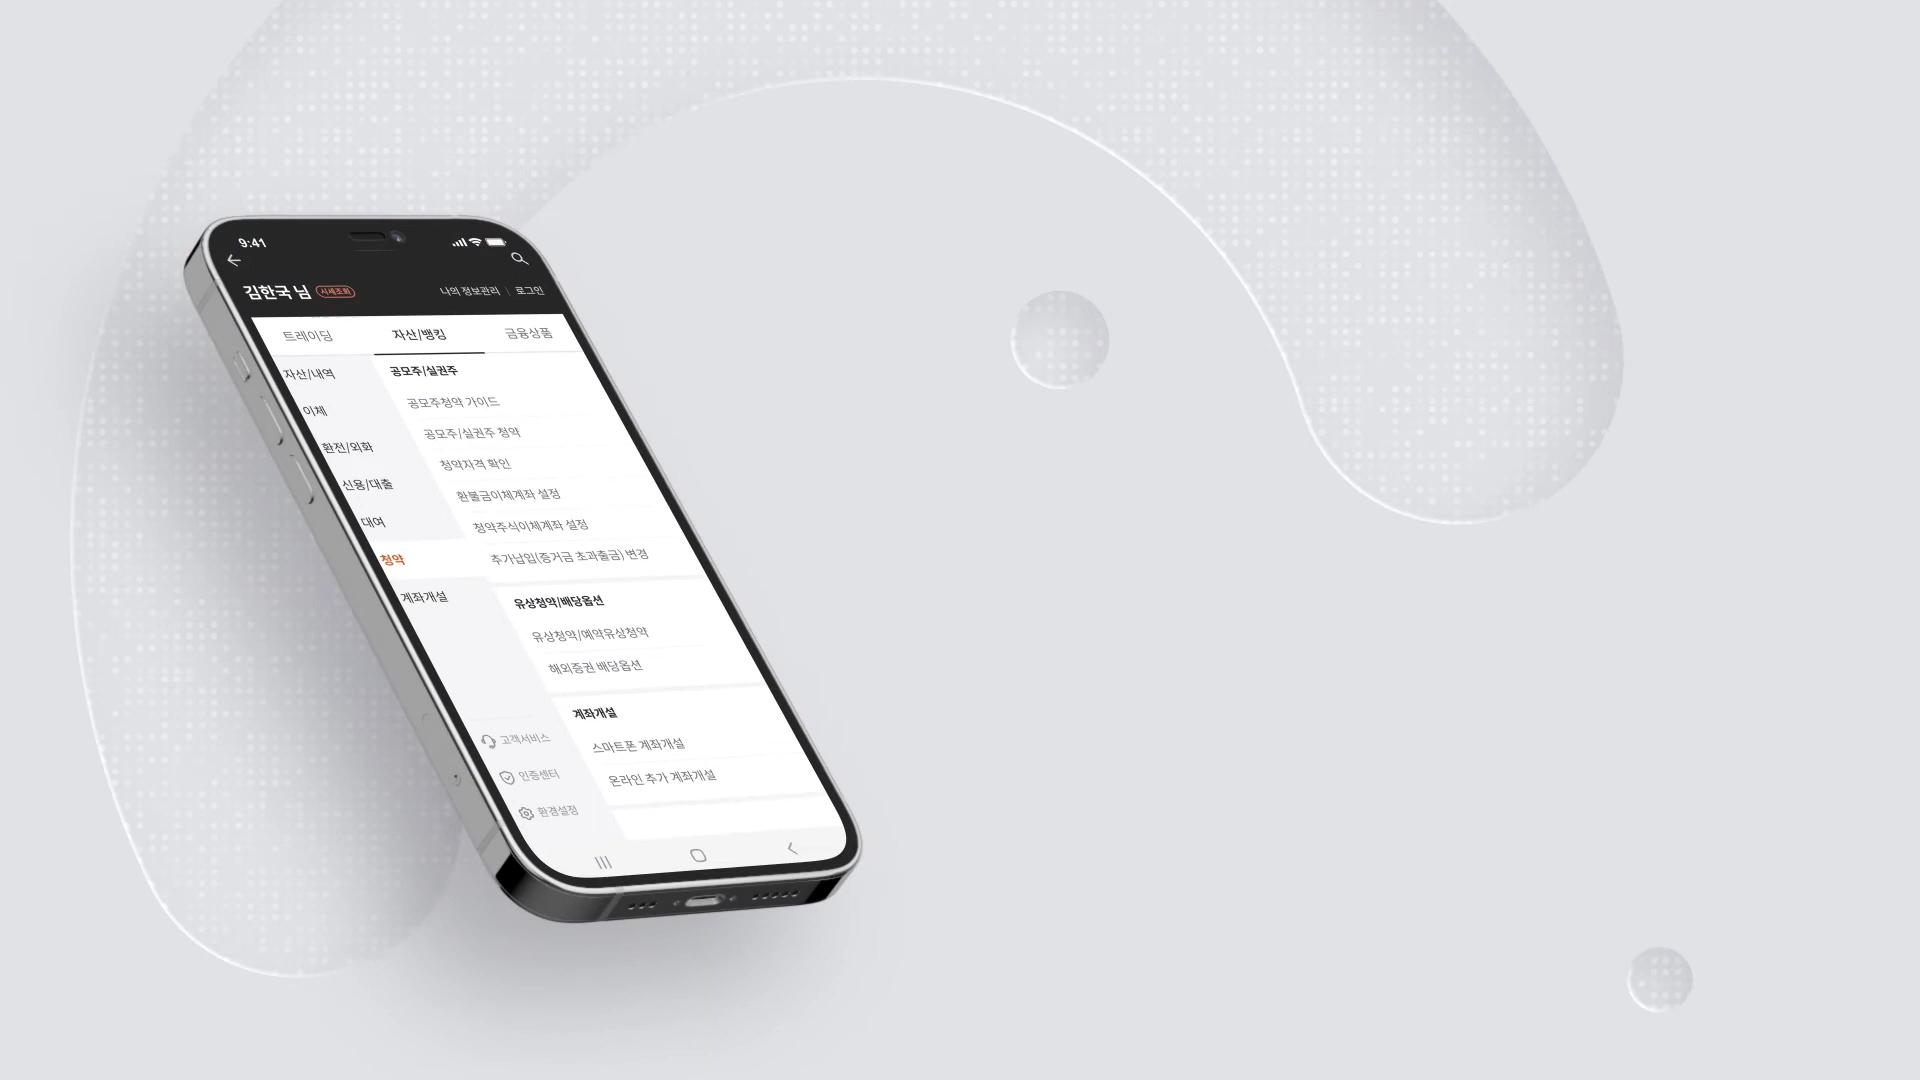 9:41
김한국 님 시세조회
나의 정보관리 | 로그인
트레이딩 자산/뱅킹 금융상품
자산/내역
이체
환전/외화
신용/대출
대여
청약
계좌개설
공모주/실권주
공모주청약 가이드
공모주/실권주 청약
청약자격 확인
환불금이체계좌 설정
청약주식이체계좌 설정
추가납입(증거금 초과출금) 변경
유상청약/배당옵션
유상청약/예약유상청약
해외증권 배당옵션
계좌개설
스마트폰 계좌개설
온라인 추가 계좌개설
고객서비스
인증센터
환경설정